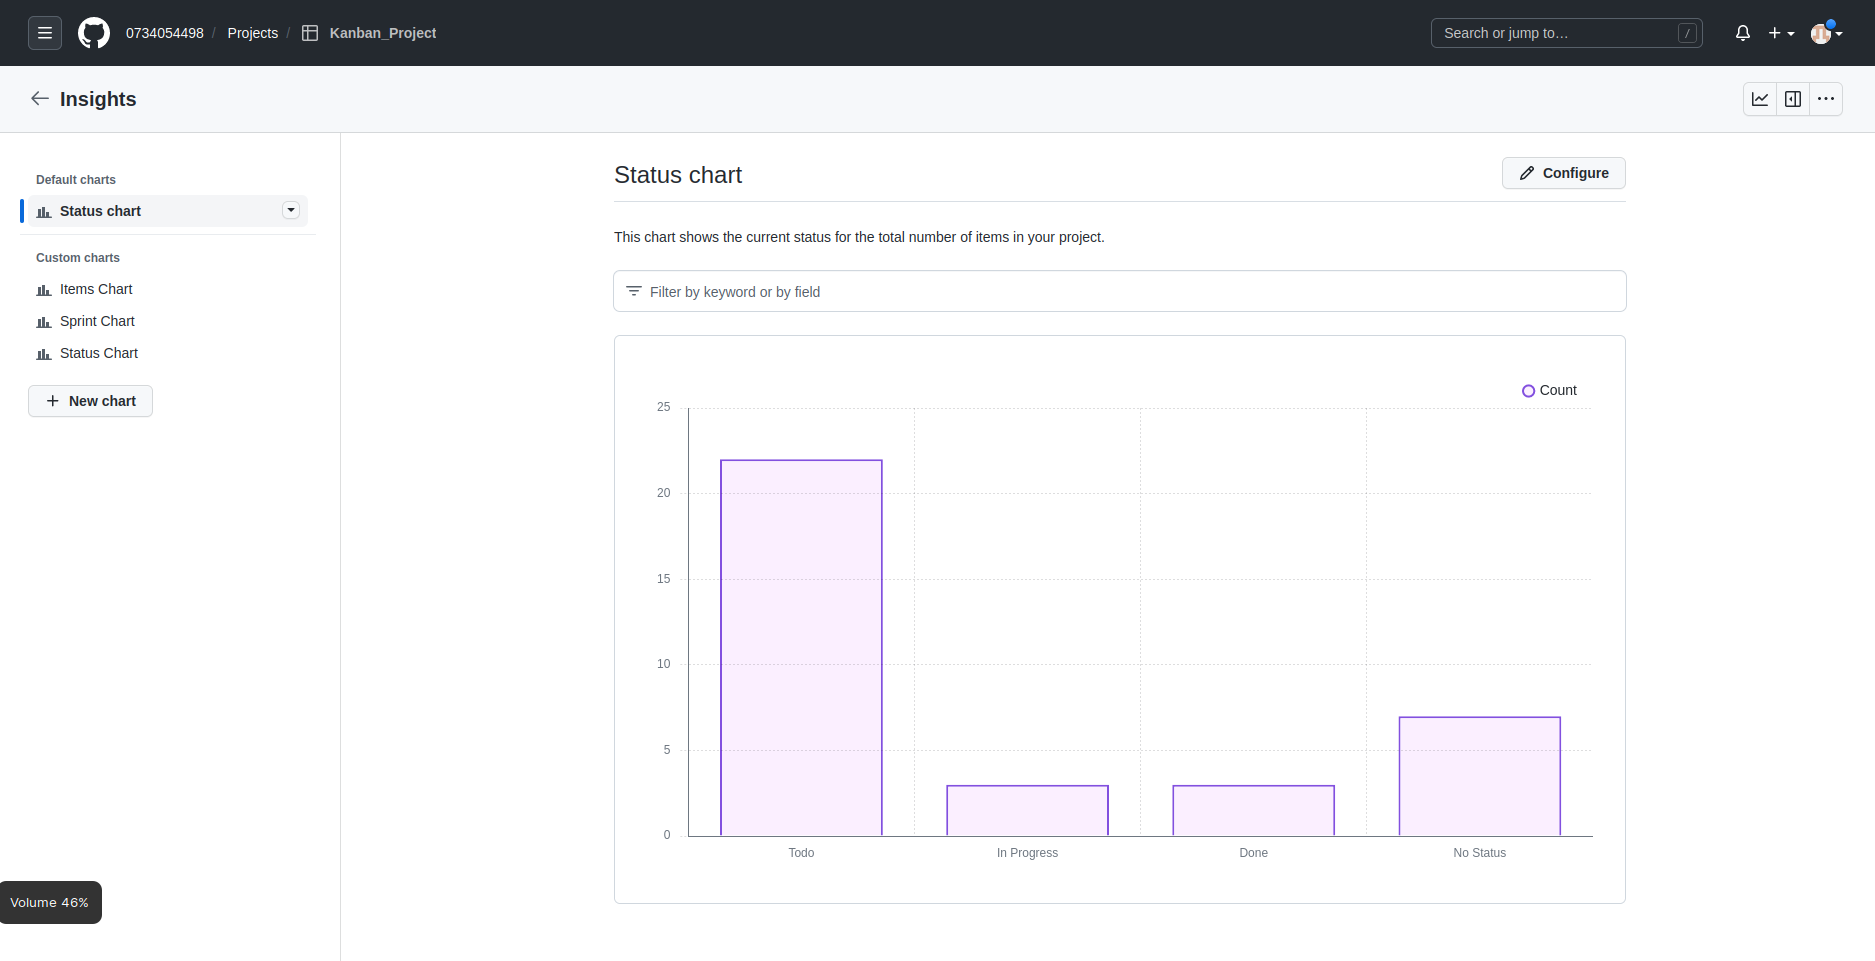 0734054498 / Projects / Kanban_Project
Search or jump to… /
Insights
Default charts
Status chart
Custom charts
Items Chart
Sprint Chart
Status Chart
New chart
Status chart
Configure
This chart shows the current status for the total number of items in your project.
Filter by keyword or by field
Count
25
20
15
10
5
0
Todo In Progress Done No Status
Volume 46%